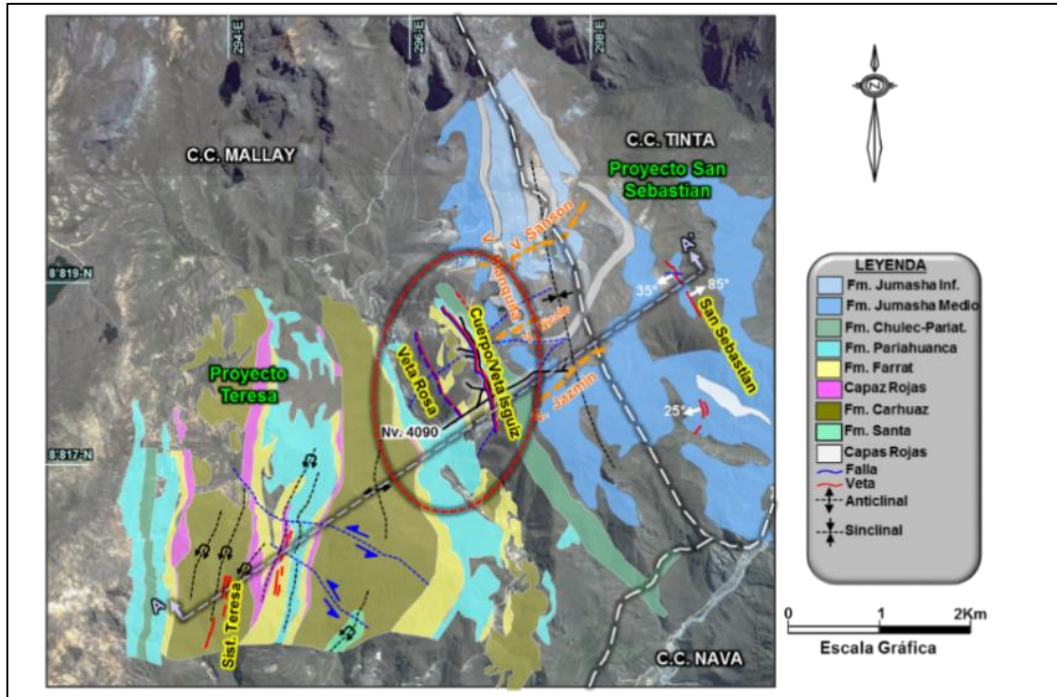 294-E
296-E
298-E
C.C. MALLAY
C.C. TINTA
Proyecto San
Sebastian
V. Sanson
8'819-N
A'
35°
85°
San Sebastian
Cuerpo/Veta Isguiz
Veta Rosa
Proyecto
Teresa
V. Jazmin
25°
Nv. 4090
8'817-N
A
Sist. Teresa
C.C. NAVA
N
LEYENDA
Fm. Jumasha Inf.
Fm. Jumasha Medio
Fm. Chulec-Pariat.
Fm. Pariahuanca
Fm. Farrat
Capaz Rojas
Fm. Carhuaz
Fm. Santa
Capas Rojas
Falla
Veta
Anticlinal
Sinclinal
0 1 2Km
Escala Gráfica